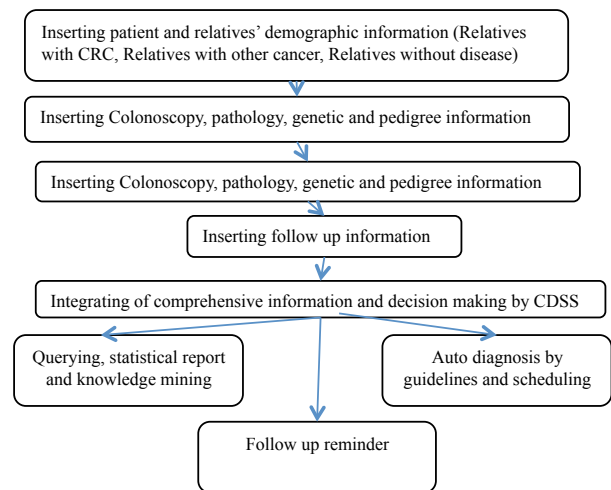 Inserting patient and relatives’ demographic information (Relatives
with CRC, Relatives with other cancer, Relatives without disease)
Inserting Colonoscopy, pathology, genetic and pedigree information
Inserting Colonoscopy, pathology, genetic and pedigree information
Inserting follow up information
Integrating of comprehensive information and decision making by CDSS
Querying, statistical report
and knowledge mining
Auto diagnosis by
guidelines and scheduling
Follow up reminder